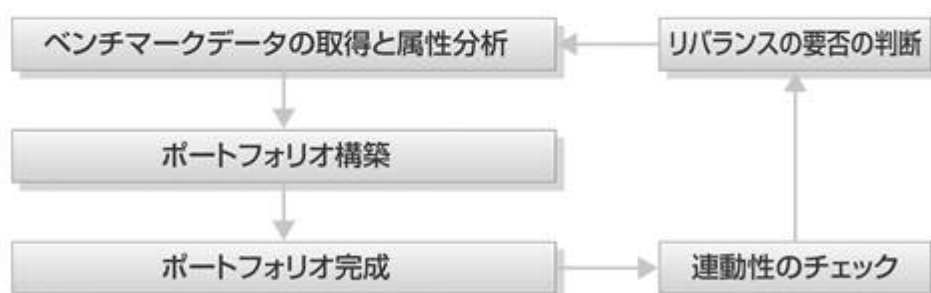 ベンチマークデータの取得と属性分析
リバランスの要否の判断
ポートフォリオ構築
ポートフォリオ完成
連動性のチェック